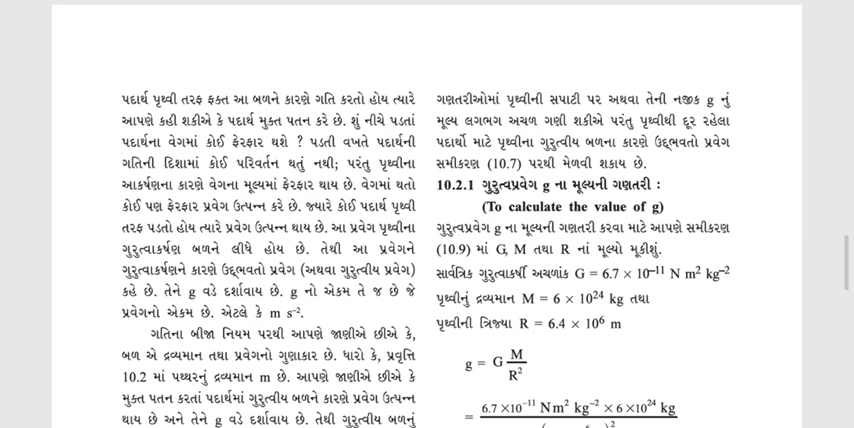 પદાર્થ પૃથ્વી તરફ ફક્ત આ બળને કારણે ગતિ કરતો હોય ત્યારે
આપણે કહી શકીએ કે પદાર્થ મુક્ત પતન કરે છે. શું નીચે પડતાં
પદાર્થના વેગમાં કોઈ ફેરફાર થશે ? પડતી વખતે પદાર્થની
ગતિની દિશામાં કોઈ પરિવર્તન થતું નથી; પરંતુ પૃથ્વીના
આકર્ષણના કારણે વેગના મૂલ્યમાં ફેરફાર થાય છે. વેગમાં થતો
કોઈ પણ ફેરફાર પ્રવેગ ઉત્પન્ન કરે છે. જ્યારે કોઈ પદાર્થ પૃથ્વી
તરફ પડતો હોય ત્યારે પ્રવેગ ઉત્પન્ન થાય છે. આ પ્રવેગ પૃથ્વીના
ગુરુત્વાકર્ષણ બળને લીધે હોય છે. તેથી આ પ્રવેગને
ગુરુત્વાકર્ષણને કારણે ઉદ્દભવતો પ્રવેગ (અથવા ગુરુત્વીય પ્રવેગ)
કહે છે. તેને g વડે દર્શાવાય છે. g નો એકમ તે જ છે જે
પ્રવેગનો એકમ છે. એટલે કે m s⁻².
ગતિના બીજા નિયમ પરથી આપણે જાણીએ છીએ કે,
બળ એ દ્રવ્યમાન તથા પ્રવેગનો ગુણાકાર છે. ધારો કે, પ્રવૃત્તિ
10.2 માં પથ્થરનું દ્રવ્યમાન m છે. આપણે જાણીએ છીએ કે
મુક્ત પતન કરતાં પદાર્થમાં ગુરુત્વીય બળને કારણે પ્રવેગ ઉત્પન્ન
થાય છે અને તેને g વડે દર્શાવાય છે. તેથી ગુરુત્વીય બળનું
ગણતરીઓમાં પૃથ્વીની સપાટી પર અથવા તેની નજીક g નું
મૂલ્ય લગભગ અચળ ગણી શકીએ પરંતુ પૃથ્વીથી દૂર રહેલા
પદાર્થો માટે પૃથ્વીના ગુરુત્વીય બળના કારણે ઉદ્દભવતો પ્રવેગ
સમીકરણ (10.7) પરથી મેળવી શકાય છે.
10.2.1 ગુરુત્વપ્રવેગ g ના મૂલ્યની ગણતરી :
(To calculate the value of g)
ગુરુત્વપ્રવેગ g ના મૂલ્યની ગણતરી કરવા માટે આપણે સમીકરણ
(10.9) માં G, M તથા R નાં મૂલ્યો મૂકીશું.
સાર્વત્રિક ગુરુત્વાકર્ષી અચળાંક G = 6.7 × 10⁻¹¹ N m² kg⁻²
પૃથ્વીનું દ્રવ્યમાન M = 6 × 10²⁴ kg તથા
પૃથ્વીની ત્રિજ્યા R = 6.4 × 10⁶ m
g = G M/R²
= 6.7×10⁻¹¹ Nm² kg⁻² × 6×10²⁴ kg